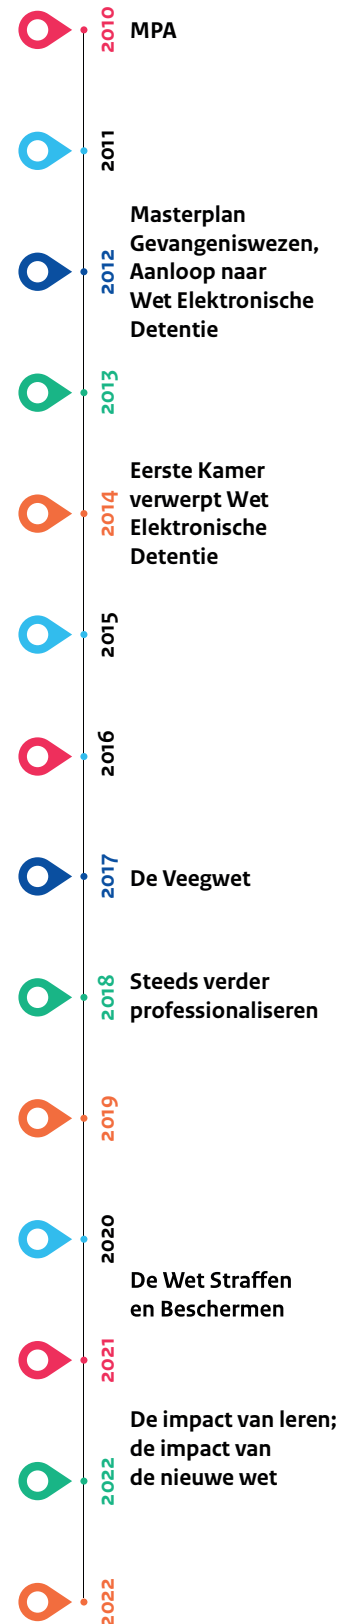 2010
MPA
2011
2012
Masterplan
Gevangeniswezen,
Aanloop naar
Wet Elektronische
Detentie
2013
2014
Eerste Kamer
verwerpt Wet
Elektronische
Detentie
2015
2016
2017
De Veegwet
2018
Steeds verder
professionaliseren
2019
2020
De Wet Straffen
en Beschermen
2021
De impact van leren;
de impact van
de nieuwe wet
2022
2022